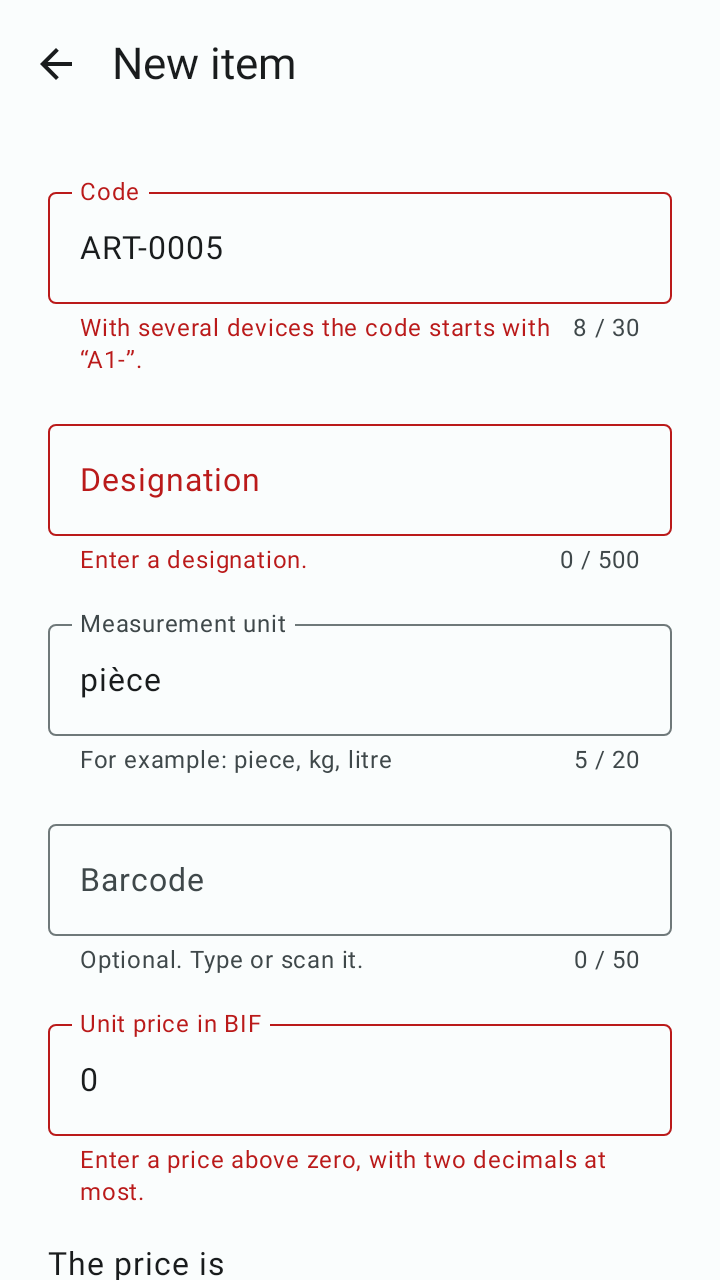 New item
Code
ART-0005
With several devices the code starts with
“A1-”.
8 / 30
Designation
Enter a designation.
0 / 500
Measurement unit
pièce
For example: piece, kg, litre
5 / 20
Barcode
Optional. Type or scan it.
0 / 50
Unit price in BIF
0
Enter a price above zero, with two decimals at
most.
The price is